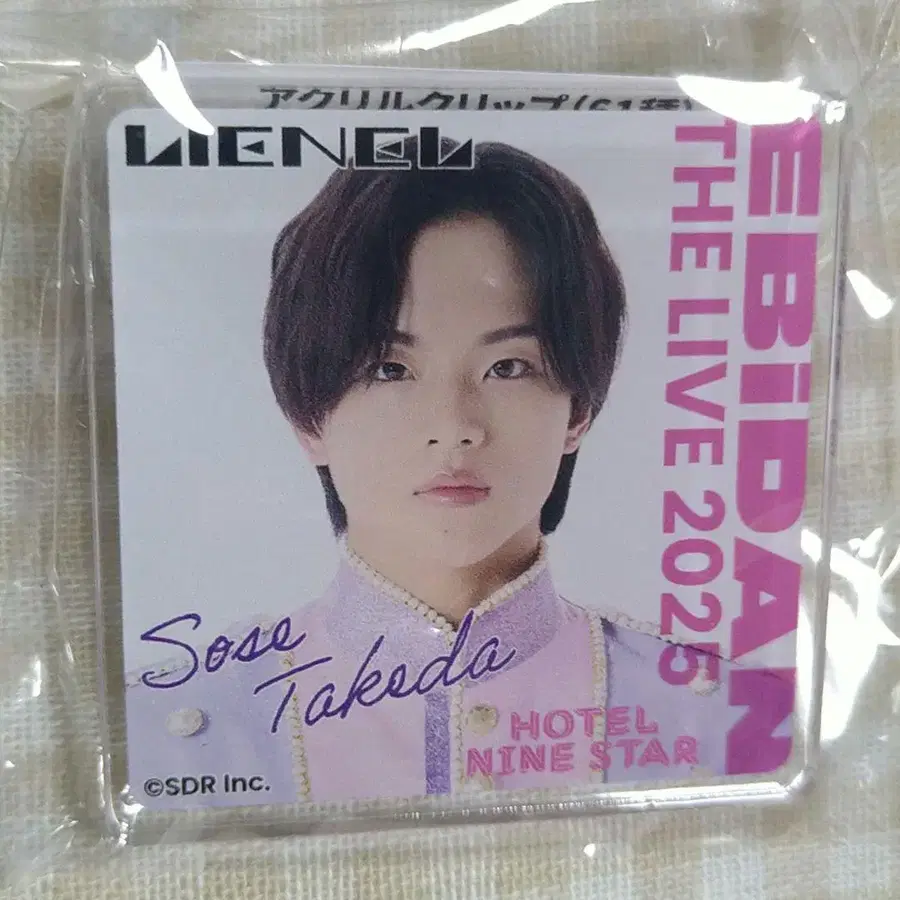 アクリルクリップ(61種)
LIENEL
EBiDAN
THE LIVE 2025
Sose
Takeda
HOTEL
NINE STAR
©SDR Inc.